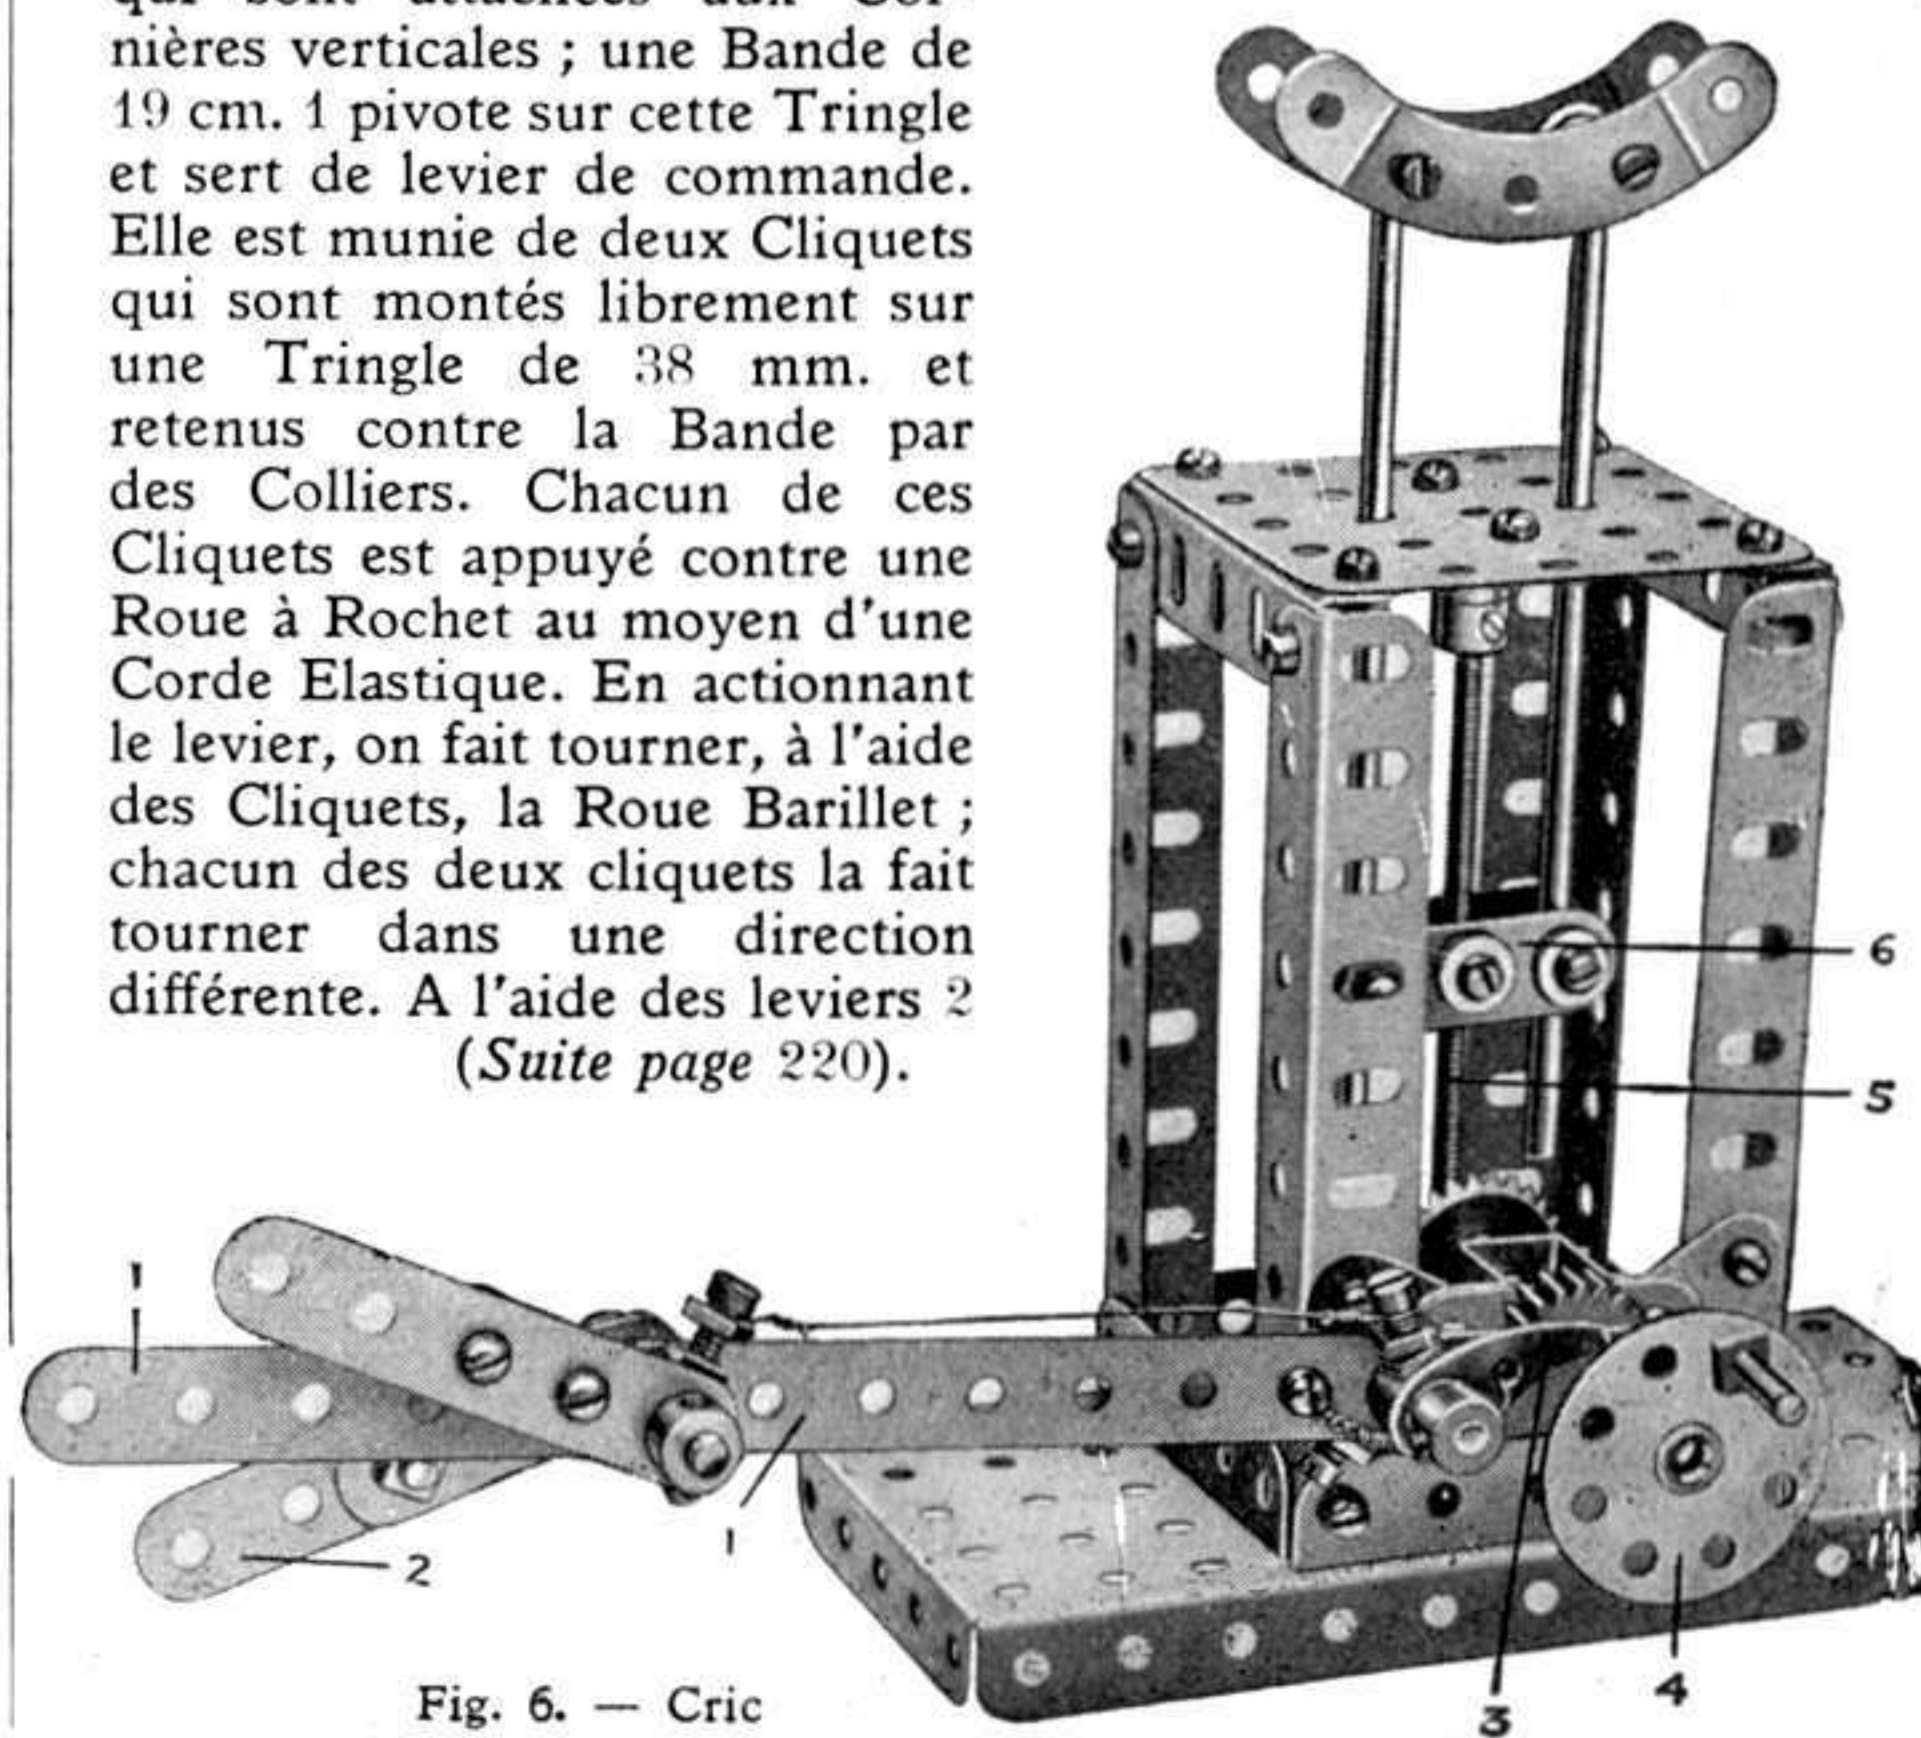 qui sont attachées aux Cor-
nières verticales ; une Bande de
19 cm. 1 pivote sur cette Tringle
et sert de levier de commande.
Elle est munie de deux Cliquets
qui sont montés librement sur
une Tringle de 38 mm. et
retenus contre la Bande par
des Colliers. Chacun de ces
Cliquets est appuyé contre une
Roue à Rochet au moyen d'une
Corde Elastique. En actionnant
le levier, on fait tourner, à l'aide
des Cliquets, la Roue Barillet ;
chacun des deux cliquets la fait
tourner dans une direction
différente. A l'aide des leviers 2
(Suite page 220).
6
5
1
1
2
3
4
Fig. 6. — Cric